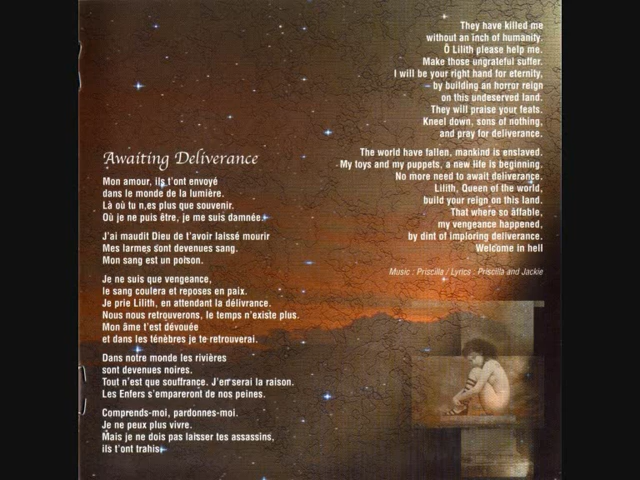 Awaiting Deliverance
Mon amour, ils t'ont envoyé
dans le monde de la lumière.
Là où tu n,es plus que souvenir.
Où je ne puis être, je me suis damnée.
J'ai maudit Dieu de t'avoir laissé mourir
Mes larmes sont devenues sang.
Mon sang est un poison.
Je ne suis que vengeance,
le sang coulera et reposes en paix.
Je prie Lilith, en attendant la délivrance.
Nous nous retrouverons, le temps n'existe plus.
Mon âme t'est dévouée
et dans les ténèbres je te retrouverai.
Dans notre monde les rivières
sont devenues noires.
Tout n'est que souffrance. J'en serai la raison.
Les Enfers s'empareront de nos peines.
Comprends-moi, pardonnes-moi.
Je ne peux plus vivre.
Mais je ne dois pas laisser tes assassins,
ils t'ont trahis.
They have killed me
without an inch of humanity.
Ô Lilith please help me.
Make those ungrateful suffer.
I will be your right hand for eternity,
by building an horror reign
on this undeserved land.
They will praise your feats.
Kneel down, sons of nothing,
and pray for deliverance.
The world have fallen, mankind is enslaved.
My toys and my puppets, a new life is beginning.
No more need to await deliverance.
Lilith, Queen of the world,
build your reign on this land.
That where so affable,
my vengeance happened,
by dint of imploring deliverance.
Welcome in hell
Music : Priscilla / Lyrics : Priscilla and Jackie